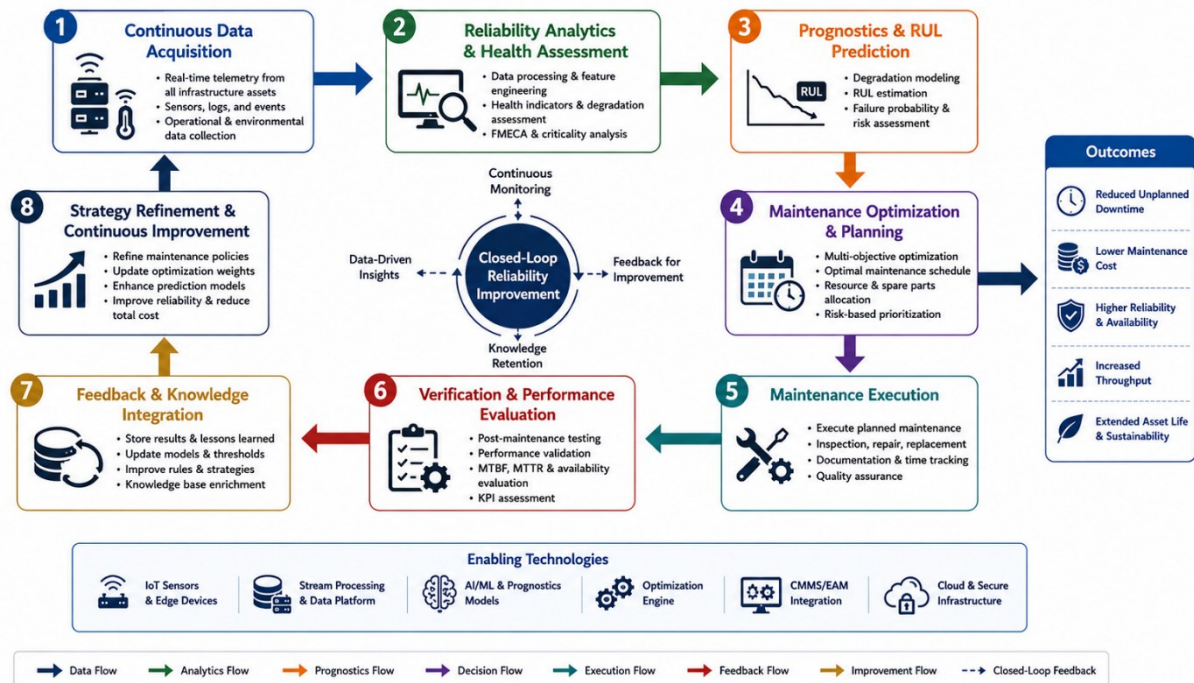 1
Continuous Data
Acquisition
• Real-time telemetry from
all infrastructure assets
• Sensors, logs, and events
• Operational & environmental
data collection
2
Reliability Analytics
& Health Assessment
• Data processing & feature
engineering
• Health indicators & degradation
assessment
• FMECA & criticality analysis
3
Prognostics & RUL
Prediction
RUL
• Degradation modeling
• RUL estimation
• Failure probability &
risk assessment
4
Maintenance Optimization
& Planning
• Multi-objective optimization
• Optimal maintenance schedule
• Resource & spare parts
allocation
• Risk-based prioritization
Outcomes
Reduced Unplanned
Downtime
Lower Maintenance
Cost
Higher Reliability
& Availability
Increased
Throughput
Extended Asset Life
& Sustainability
8
Strategy Refinement &
Continuous Improvement
• Refine maintenance policies
• Update optimization weights
• Enhance prediction models
• Improve reliability & reduce
total cost
Continuous
Monitoring
Data-Driven
Insights
Closed-Loop
Reliability
Improvement
Feedback for
Improvement
Knowledge
Retention
7
Feedback & Knowledge
Integration
• Store results & lessons learned
• Update models & thresholds
• Improve rules & strategies
• Knowledge base enrichment
6
Verification & Performance
Evaluation
• Post-maintenance testing
• Performance validation
• MTBF, MTTR & availability
evaluation
• KPI assessment
5
Maintenance Execution
• Execute planned maintenance
• Inspection, repair, replacement
• Documentation & time tracking
• Quality assurance
Enabling Technologies
IoT Sensors
& Edge Devices
Stream Processing
& Data Platform
AI/ML & Prognostics
Models
Optimization
Engine
CMMS/EAM
Integration
Cloud & Secure
Infrastructure
Data Flow
Analytics Flow
Prognostics Flow
Decision Flow
Execution Flow
Feedback Flow
Improvement Flow
Closed-Loop Feedback